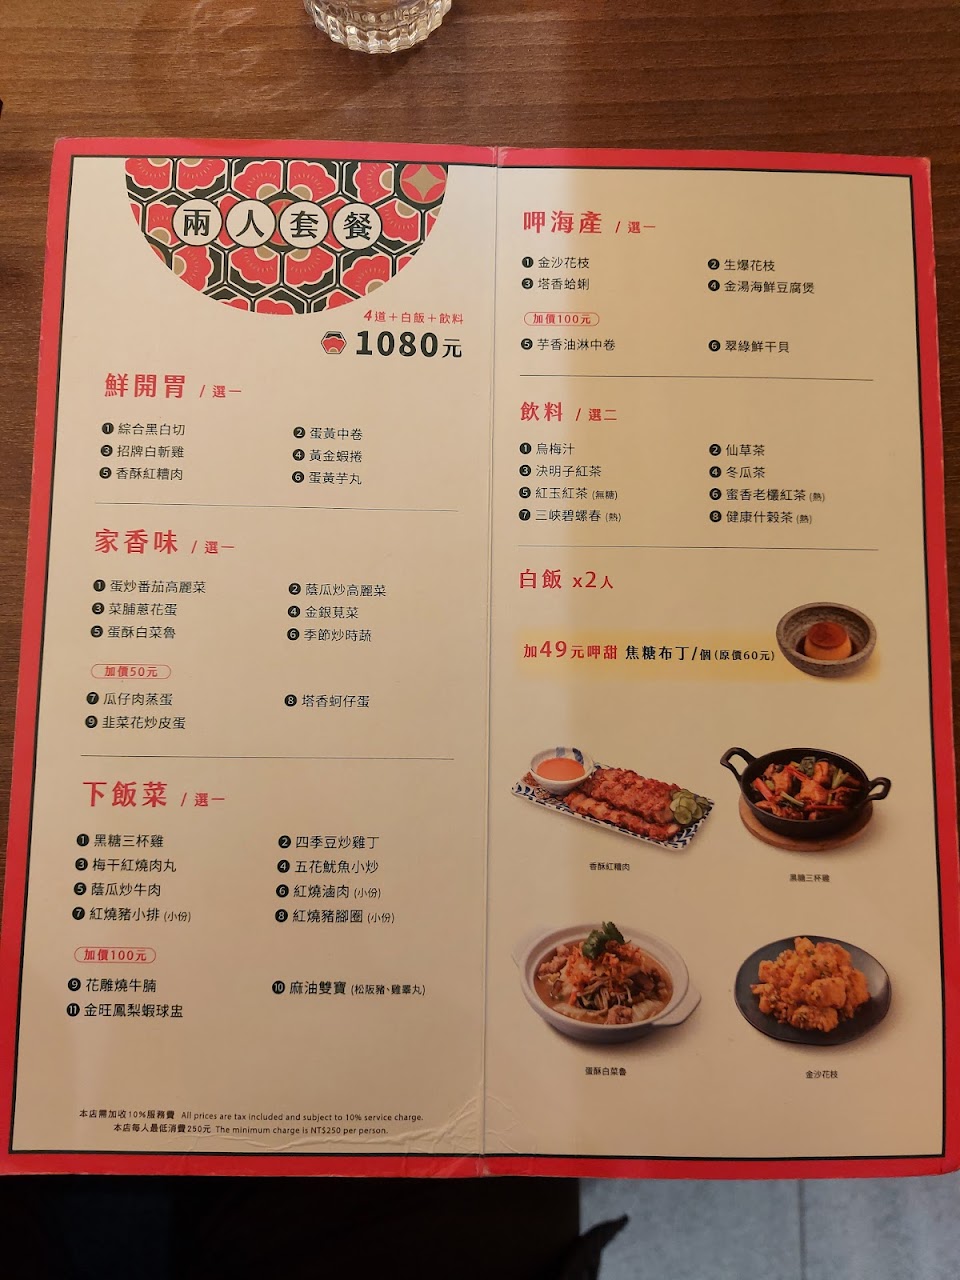 兩人套餐
4道+白飯+飲料
1080元
鮮開胃 / 選一
❶ 綜合黑白切
❷ 蛋黃中卷
❸ 招牌白斬雞
❹ 黃金蝦捲
❺ 香酥紅糟肉
❻ 蛋黃芋丸
家香味 / 選一
❶ 蛋炒番茄高麗菜
❷ 蔭瓜炒高麗菜
❸ 菜脯蔥花蛋
❹ 金銀莧菜
❺ 蛋酥白菜魯
❻ 季節炒時蔬
加價50元
❼ 瓜仔肉蒸蛋
❽ 塔香蚵仔蛋
❾ 韭菜花炒皮蛋
下飯菜 / 選一
❶ 黑糖三杯雞
❷ 四季豆炒雞丁
❸ 梅干紅燒肉丸
❹ 五花魷魚小炒
❺ 蔭瓜炒牛肉
❻ 紅燒滷肉 (小份)
❼ 紅燒豬小排 (小份)
❽ 紅燒豬腳圈 (小份)
加價100元
❾ 花雕燒牛腩
❿ 麻油雙寶 (松阪豬、雞睪丸)
⓫ 金旺鳳梨蝦球盅
本店需加收10%服務費 All prices are tax included and subject to 10% service charge.
本店每人最低消費250元 The minimum charge is NT$250 per person.
呷海產 / 選一
❶ 金沙花枝
❷ 生爆花枝
❸ 塔香蛤蜊
❹ 金湯海鮮豆腐煲
加價100元
❺ 芋香油淋中卷
❻ 翠綠鮮干貝
飲料 / 選二
❶ 烏梅汁
❷ 仙草茶
❸ 決明子紅茶
❹ 冬瓜茶
❺ 紅玉紅茶 (無糖)
❻ 蜜香老欉紅茶 (熱)
❼ 三峽碧螺春 (熱)
❽ 健康什穀茶 (熱)
白飯 x2人
加49元呷甜 焦糖布丁/個(原價60元)
香酥紅糟肉
黑糖三杯雞
蛋酥白菜魯
金沙花枝